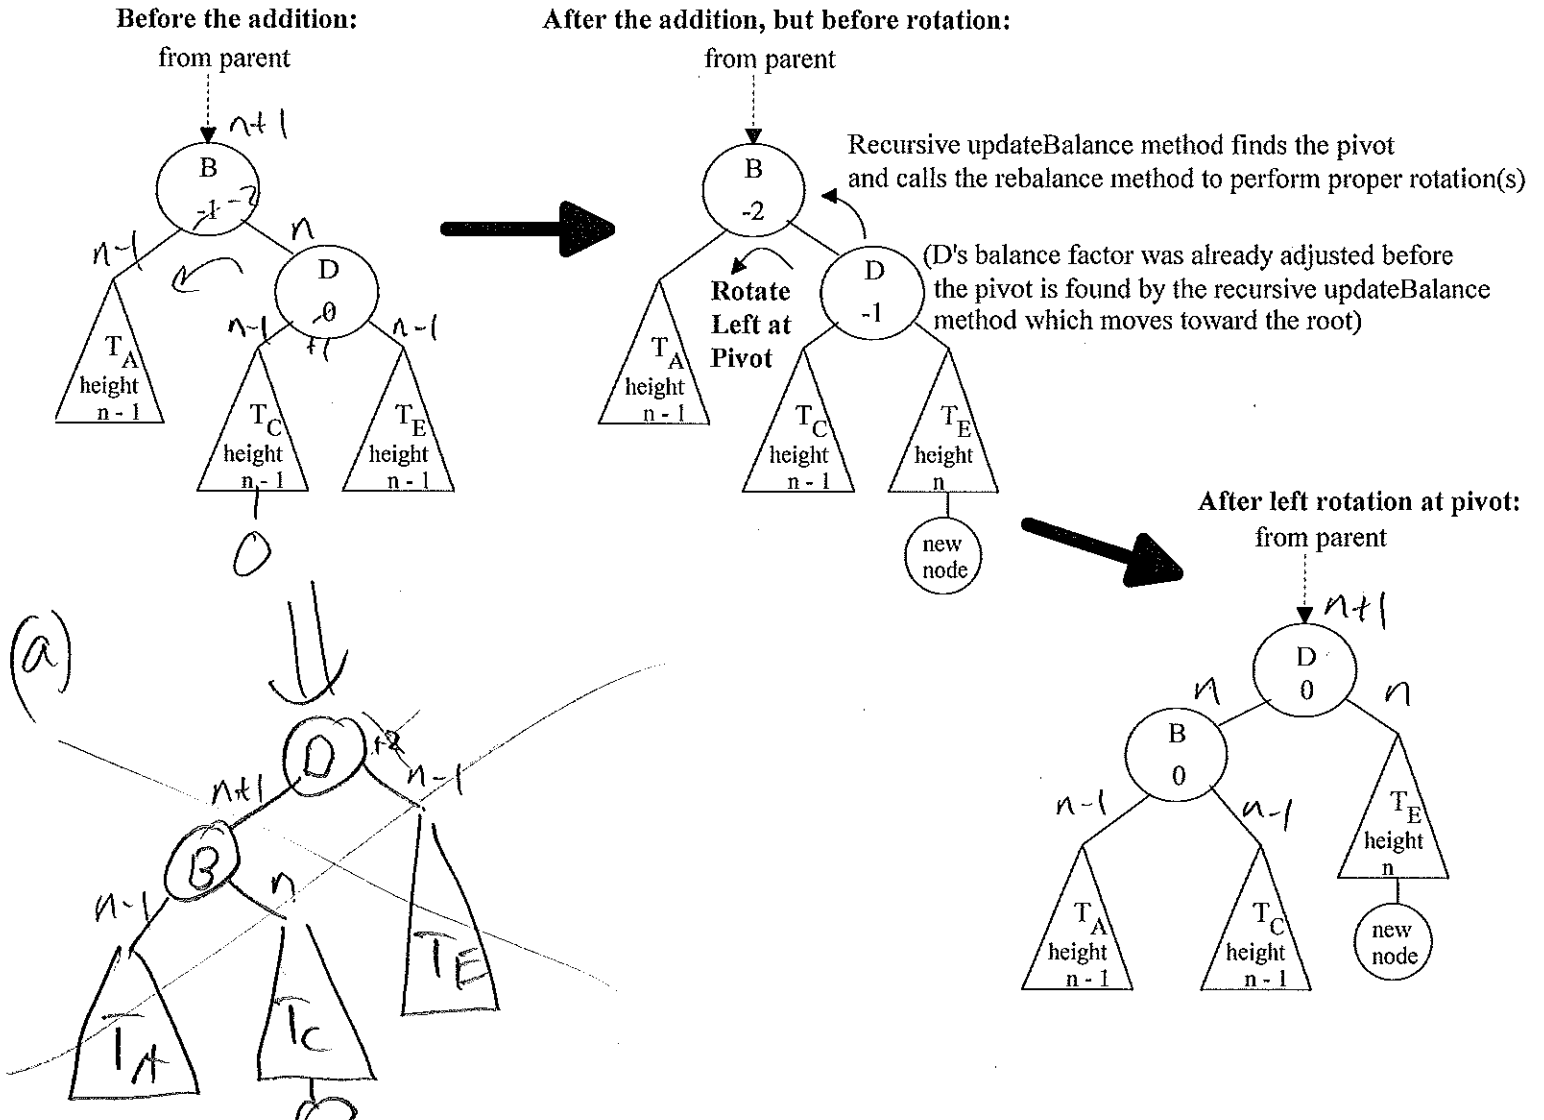 Before the addition:
from parent
n+1
B
-1 -2
n-1
n
D
0
+1
n-1
n-1
T_A
height
n - 1
T_C
height
n - 1
T_E
height
n - 1
After the addition, but before rotation:
from parent
B
-2
Recursive updateBalance method finds the pivot
and calls the rebalance method to perform proper rotation(s)
D
-1
(D's balance factor was already adjusted before
the pivot is found by the recursive updateBalance
method which moves toward the root)
Rotate
Left at
Pivot
T_A
height
n - 1
T_C
height
n - 1
T_E
height
n
new
node
After left rotation at pivot:
from parent
n+1
D
0
n
n
B
0
n-1
n-1
T_A
height
n - 1
T_C
height
n - 1
T_E
height
n
new
node
(a)
D
+2
n+1
n-1
B
n-1
n
T_A
T_C
T_E